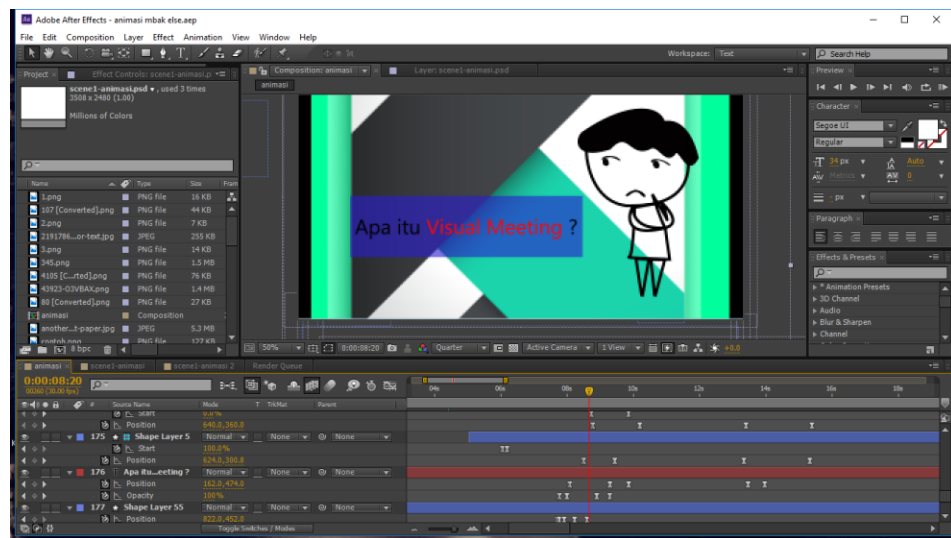 Adobe After Effects - animasi mbak else.aep
File Edit Composition Layer Effect Animation View Window Help
Workspace: Text
Search Help
Project
Effect Controls: scene1-animasi.p
Composition: animasi
Layer: scene1-animasi.psd
animasi
scene1-animasi.psd , used 3 times
3508 x 2480 (1.00)
Millions of Colors
Name Type Size Fram
1.png PNG file 16 KB
107 [Converted].png PNG file 44 KB
2.png PNG file 7 KB
2191786...or-text.jpg JPEG 255 KB
3.png PNG file 14 KB
345.png PNG file 1.5 MB
4105 [C...rted].png PNG file 76 KB
43923-O3VBAX.png PNG file 1.4 MB
80 [Converted].png PNG file 27 KB
animasi Composition
another...t-paper.jpg JPEG 5.3 MB
contoh.png PNG file 127 KB
8 bpc
Apa itu Visual Meeting ?
50% 0:00:08:20 Quarter Active Camera 1 View +0.0
Preview
Character
Segoe UI
Regular
34 px Auto
Metrics 0
- px
Paragraph
Effects & Presets
* Animation Presets
3D Channel
Audio
Blur & Sharpen
Channel
animasi scene1-animasi scene1-animasi 2 Render Queue
0:00:08:20
00260 (30.00 fps)
# Source Name Mode T TrkMat Parent
04s 06s 08s 10s 12s 14s 16s 18s
Start 0.0%
Position 640.0,360.0
175 Shape Layer 5 Normal None None
Start 100.0%
Position 624.0,300.0
176 Apa itu...eeting ? Normal None None
Position 162.0,474.0
Opacity 100%
177 Shape Layer 55 Normal None None
Position 822.0,452.0
Toggle Switches / Modes